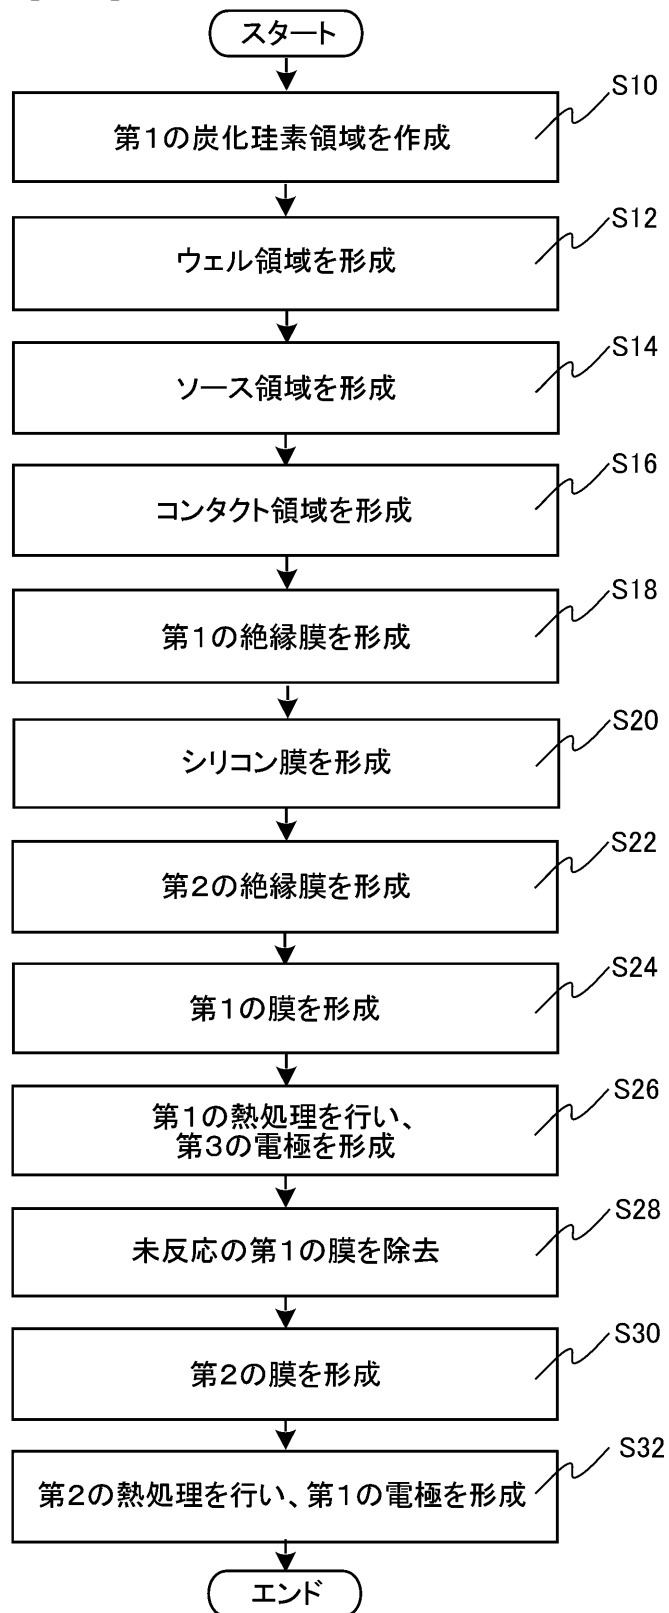 スタート
S10
第1の炭化珪素領域を作成
S12
ウェル領域を形成
S14
ソース領域を形成
S16
コンタクト領域を形成
S18
第1の絶縁膜を形成
S20
シリコン膜を形成
S22
第2の絶縁膜を形成
S24
第1の膜を形成
S26
第1の熱処理を行い、
第3の電極を形成
S28
未反応の第1の膜を除去
S30
第2の膜を形成
S32
第2の熱処理を行い、第1の電極を形成
エンド